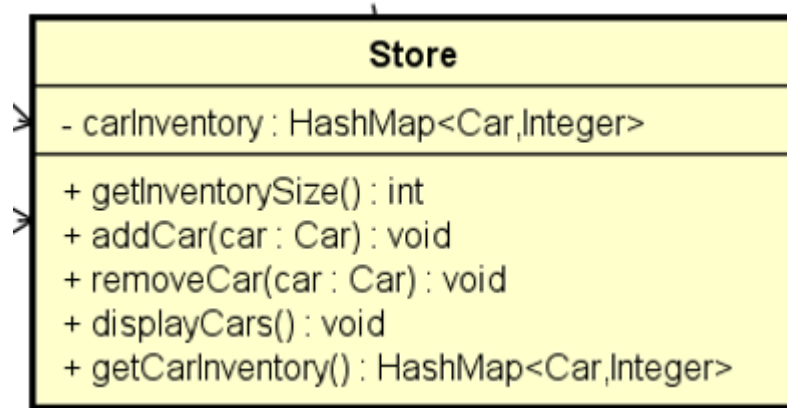 Store
- carInventory : HashMap<Car,Integer>
+ getInventorySize() : int
+ addCar(car : Car) : void
+ removeCar(car : Car) : void
+ displayCars() : void
+ getCarInventory() : HashMap<Car,Integer>